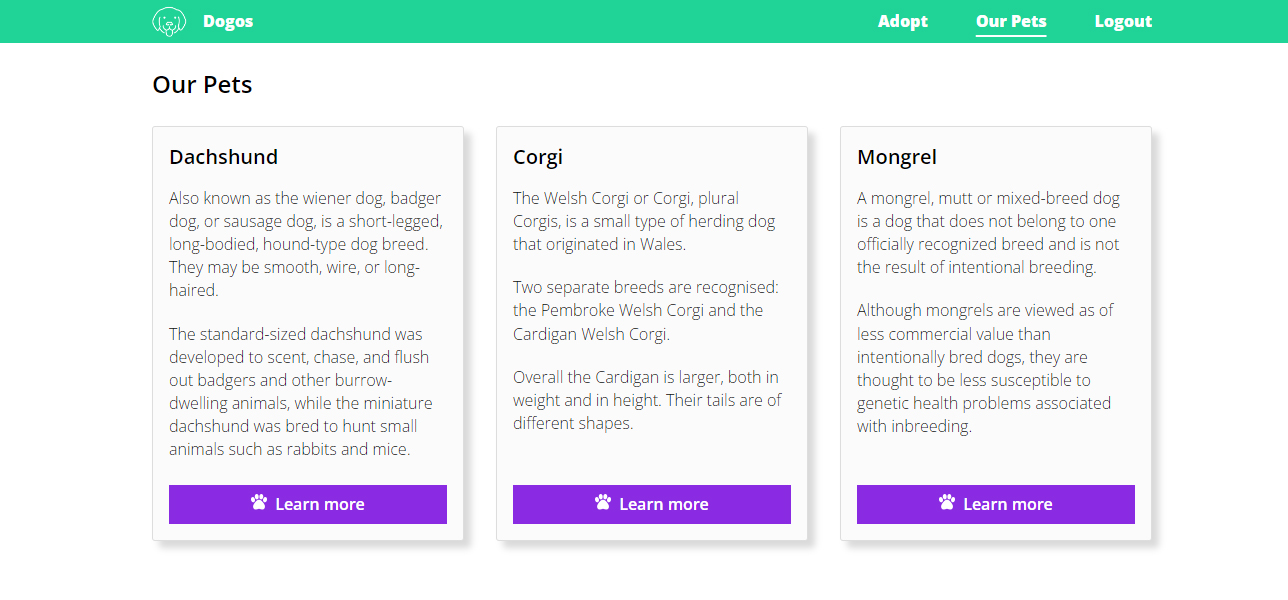 Dogos
Adopt
Our Pets
Logout
Our Pets
Dachshund
Also known as the wiener dog, badger
dog, or sausage dog, is a short-legged,
long-bodied, hound-type dog breed.
They may be smooth, wire, or long-
haired.
The standard-sized dachshund was
developed to scent, chase, and flush
out badgers and other burrow-
dwelling animals, while the miniature
dachshund was bred to hunt small
animals such as rabbits and mice.
Learn more
Corgi
The Welsh Corgi or Corgi, plural
Corgis, is a small type of herding dog
that originated in Wales.
Two separate breeds are recognised:
the Pembroke Welsh Corgi and the
Cardigan Welsh Corgi.
Overall the Cardigan is larger, both in
weight and in height. Their tails are of
different shapes.
Learn more
Mongrel
A mongrel, mutt or mixed-breed dog
is a dog that does not belong to one
officially recognized breed and is not
the result of intentional breeding.
Although mongrels are viewed as of
less commercial value than
intentionally bred dogs, they are
thought to be less susceptible to
genetic health problems associated
with inbreeding.
Learn more